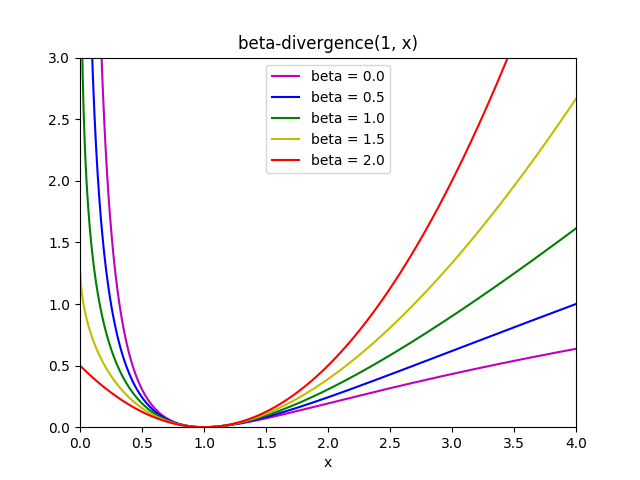 beta-divergence(1, x)
beta = 0.0
beta = 0.5
beta = 1.0
beta = 1.5
beta = 2.0
3.0
2.5
2.0
1.5
1.0
0.5
0.0
0.0 0.5 1.0 1.5 2.0 2.5 3.0 3.5 4.0
x